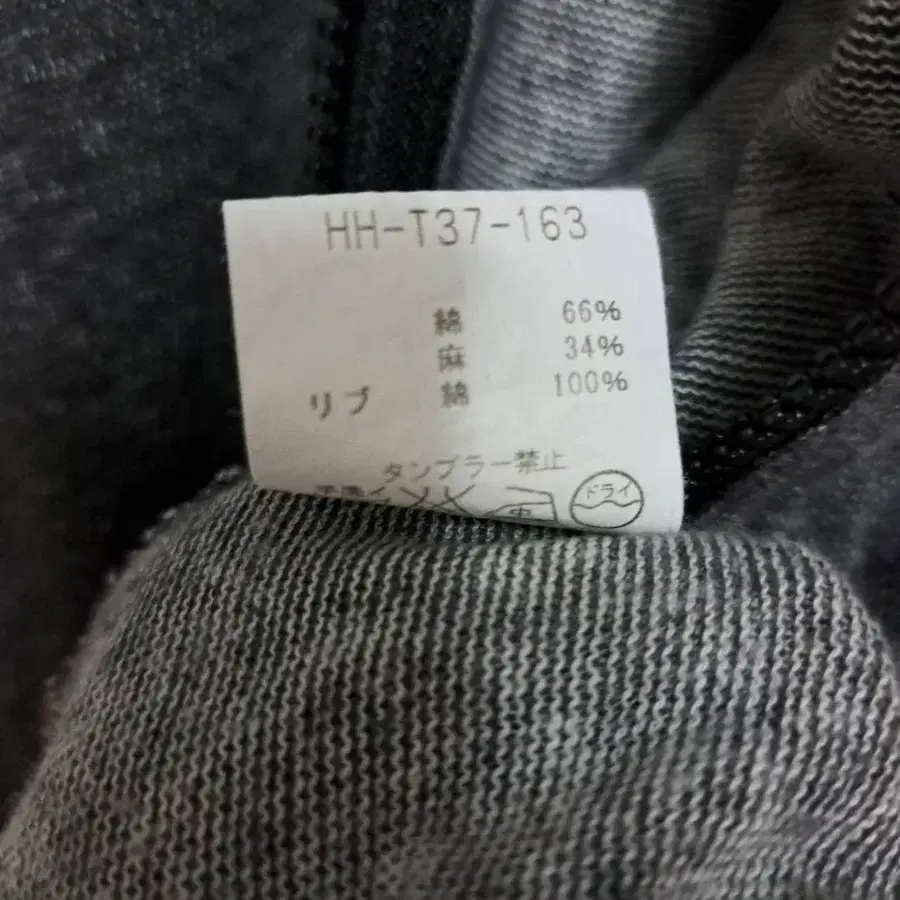 HH-T37-163
綿 66%
麻 34%
リブ 綿 100%
タンブラー禁止
中 ドライ